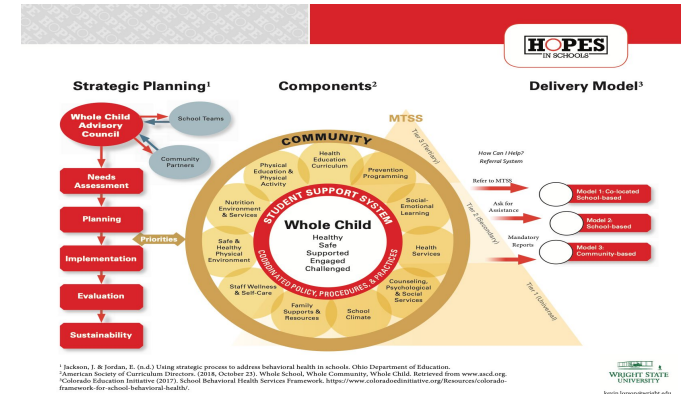 HOPES
IN SCHOOLS
Strategic Planning¹
Components²
Delivery Model³
Whole Child
Advisory
Council
School Teams
Community
Partners
Needs
Assessment
Planning
Implementation
Evaluation
Sustainability
Priorities
MTSS
COMMUNITY
Health
Education
Curriculum
Prevention
Programming
Social-
Emotional
Learning
Health
Services
Counseling,
Psychological
& Social
Services
School
Climate
Family
Supports &
Resources
Staff Wellness
& Self-Care
Safe &
Healthy
Physical
Environment
Nutrition
Environment
& Services
Physical
Education &
Physical
Activity
STUDENT SUPPORT SYSTEM
COORDINATED POLICY, PROCEDURES, & PRACTICES
Whole Child
Healthy
Safe
Supported
Engaged
Challenged
Tier 3 (Tertiary)
Tier 2 (Secondary)
Tier 1 (Universal)
How Can I Help?
Referral System
Refer to MTSS
Ask for
Assistance
Mandatory
Reports
Model 1: Co-located
School-based
Model 2:
School-based
Model 3:
Community-based
¹ Jackson, J. & Jordan, E. (n.d.) Using strategic process to address behavioral health in schools. Ohio Department of Education.
²American Society of Curriculum Directors. (2018, October 23). Whole School, Whole Community, Whole Child. Retrieved from www.ascd.org.
³Colorado Education Initiative (2017). School Behavioral Health Services Framework. https://www.coloradoedinitiative.org/Resources/colorado-
framework-for-school-behavioral-health/.
WRIGHT STATE
UNIVERSITY